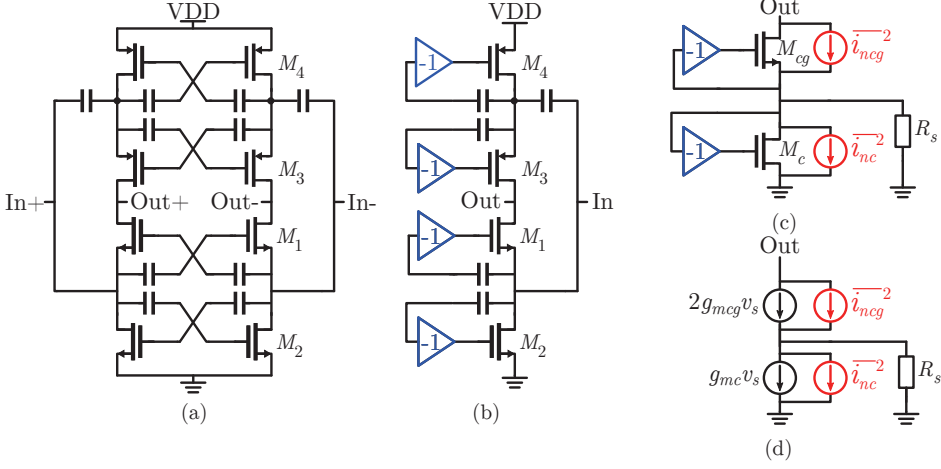 VDD
M4
M3
In+
Out+
Out-
In-
M1
M2
(a)
VDD
-1
M4
-1
M3
Out
In
-1
M1
-1
M2
(b)
Out
-1
Mcg
incg²
Rs
-1
Mc
inc²
(c)
Out
2gmcgvs
incg²
gmcvs
inc²
Rs
(d)